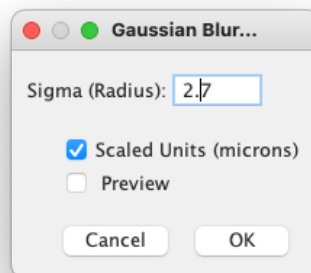 Gaussian Blur...
Sigma (Radius): 2.7
Scaled Units (microns)
Preview
Cancel OK